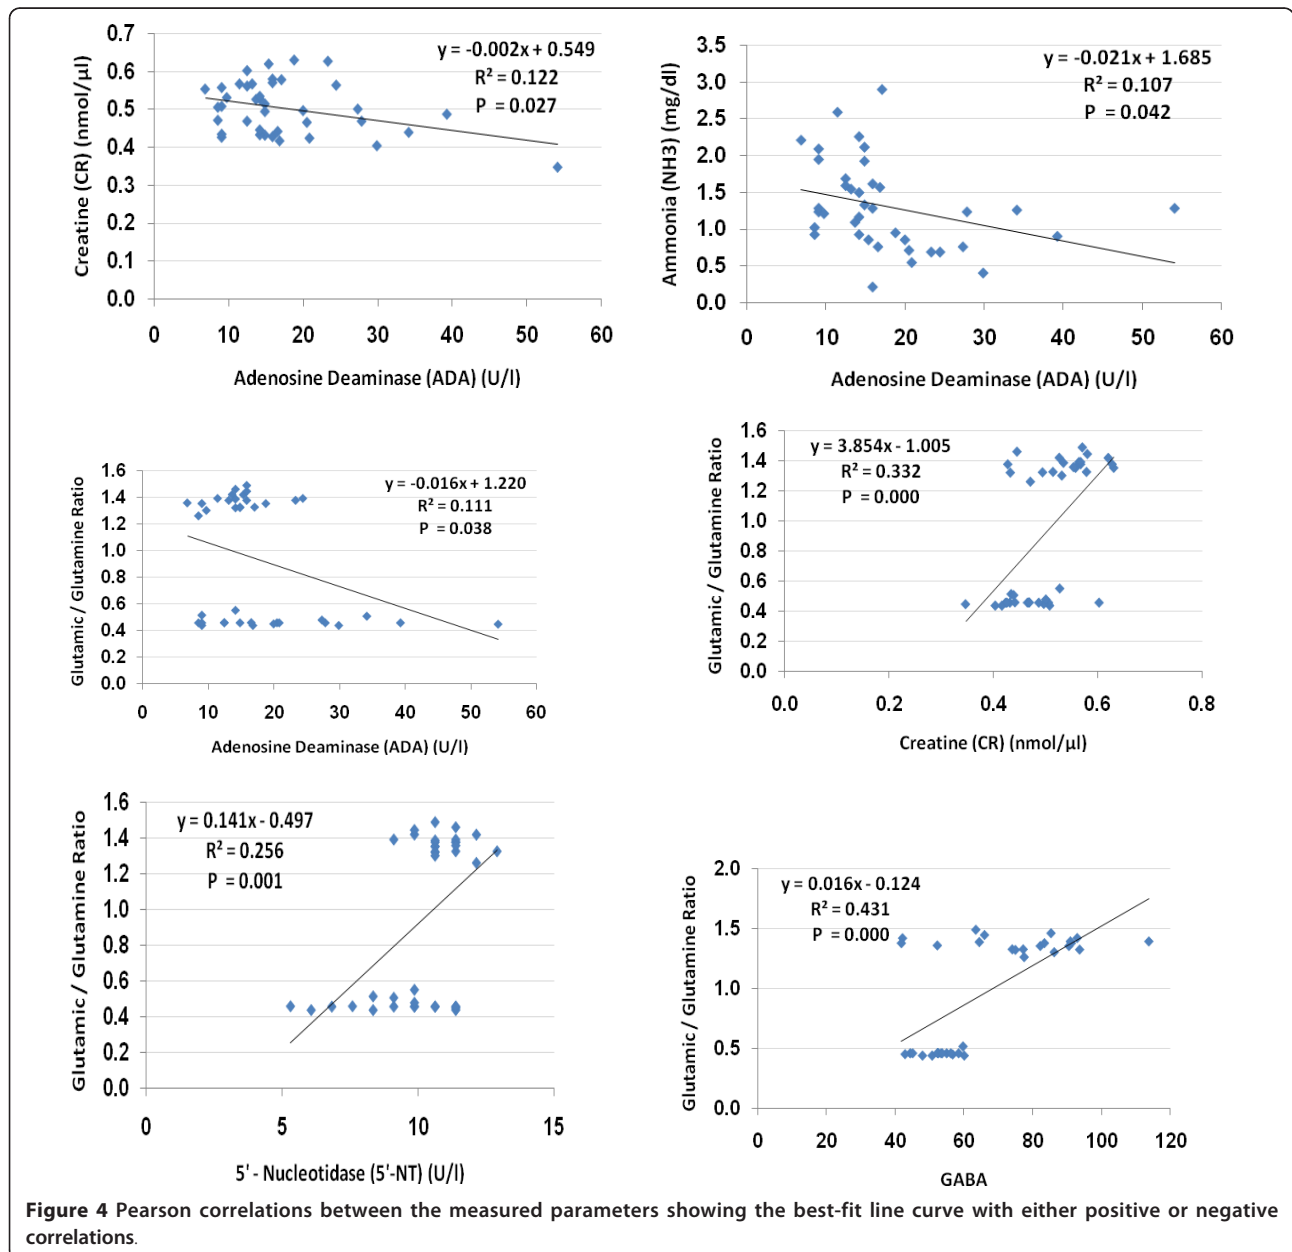 0.7
0.6
0.5
0.4
0.3
0.2
0.1
0.0
0 10 20 30 40 50 60
Creatine (CR) (nmol/µl)
Adenosine Deaminase (ADA) (U/l)
y = -0.002x + 0.549
R² = 0.122
P = 0.027
3.5
3.0
2.5
2.0
1.5
1.0
0.5
0.0
0 10 20 30 40 50 60
Ammonia (NH3) (mg/dl)
Adenosine Deaminase (ADA) (U/l)
y = -0.021x + 1.685
R² = 0.107
P = 0.042
1.6
1.4
1.2
1.0
0.8
0.6
0.4
0.2
0.0
0 10 20 30 40 50 60
Glutamic / Glutamine Ratio
Adenosine Deaminase (ADA) (U/l)
y = -0.016x + 1.220
R² = 0.111
P = 0.038
1.6
1.4
1.2
1.0
0.8
0.6
0.4
0.2
0.0
0.0 0.2 0.4 0.6 0.8
Glutamic / Glutamine Ratio
Creatine (CR) (nmol/µl)
y = 3.854x - 1.005
R² = 0.332
P = 0.000
1.6
1.4
1.2
1.0
0.8
0.6
0.4
0.2
0.0
0 5 10 15
Glutamic / Glutamine Ratio
5' - Nucleotidase (5'-NT) (U/l)
y = 0.141x - 0.497
R² = 0.256
P = 0.001
2.0
1.5
1.0
0.5
0.0
0 20 40 60 80 100 120
Glutamic / Glutamine Ratio
GABA
y = 0.016x - 0.124
R² = 0.431
P = 0.000
Figure 4 Pearson correlations between the measured parameters showing the best-fit line curve with either positive or negative
correlations.